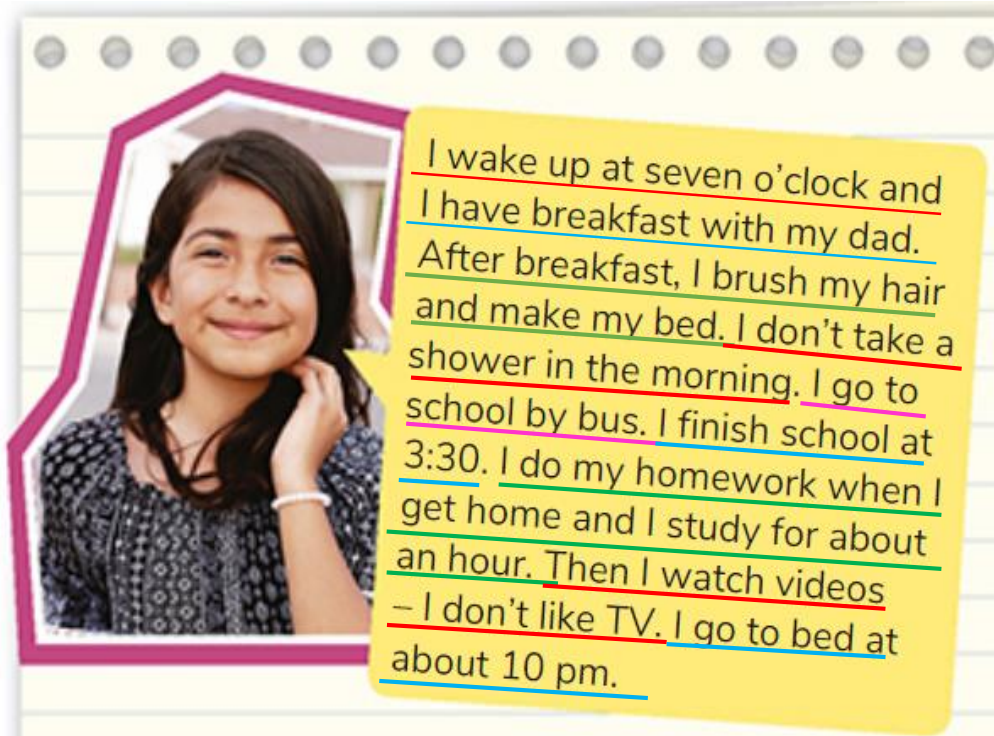 I wake up at seven o'clock and
I have breakfast with my dad.
After breakfast, I brush my hair
and make my bed. I don't take a
shower in the morning. I go to
school by bus. I finish school at
3:30. I do my homework when I
get home and I study for about
an hour. Then I watch videos
– I don't like TV. I go to bed at
about 10 pm.